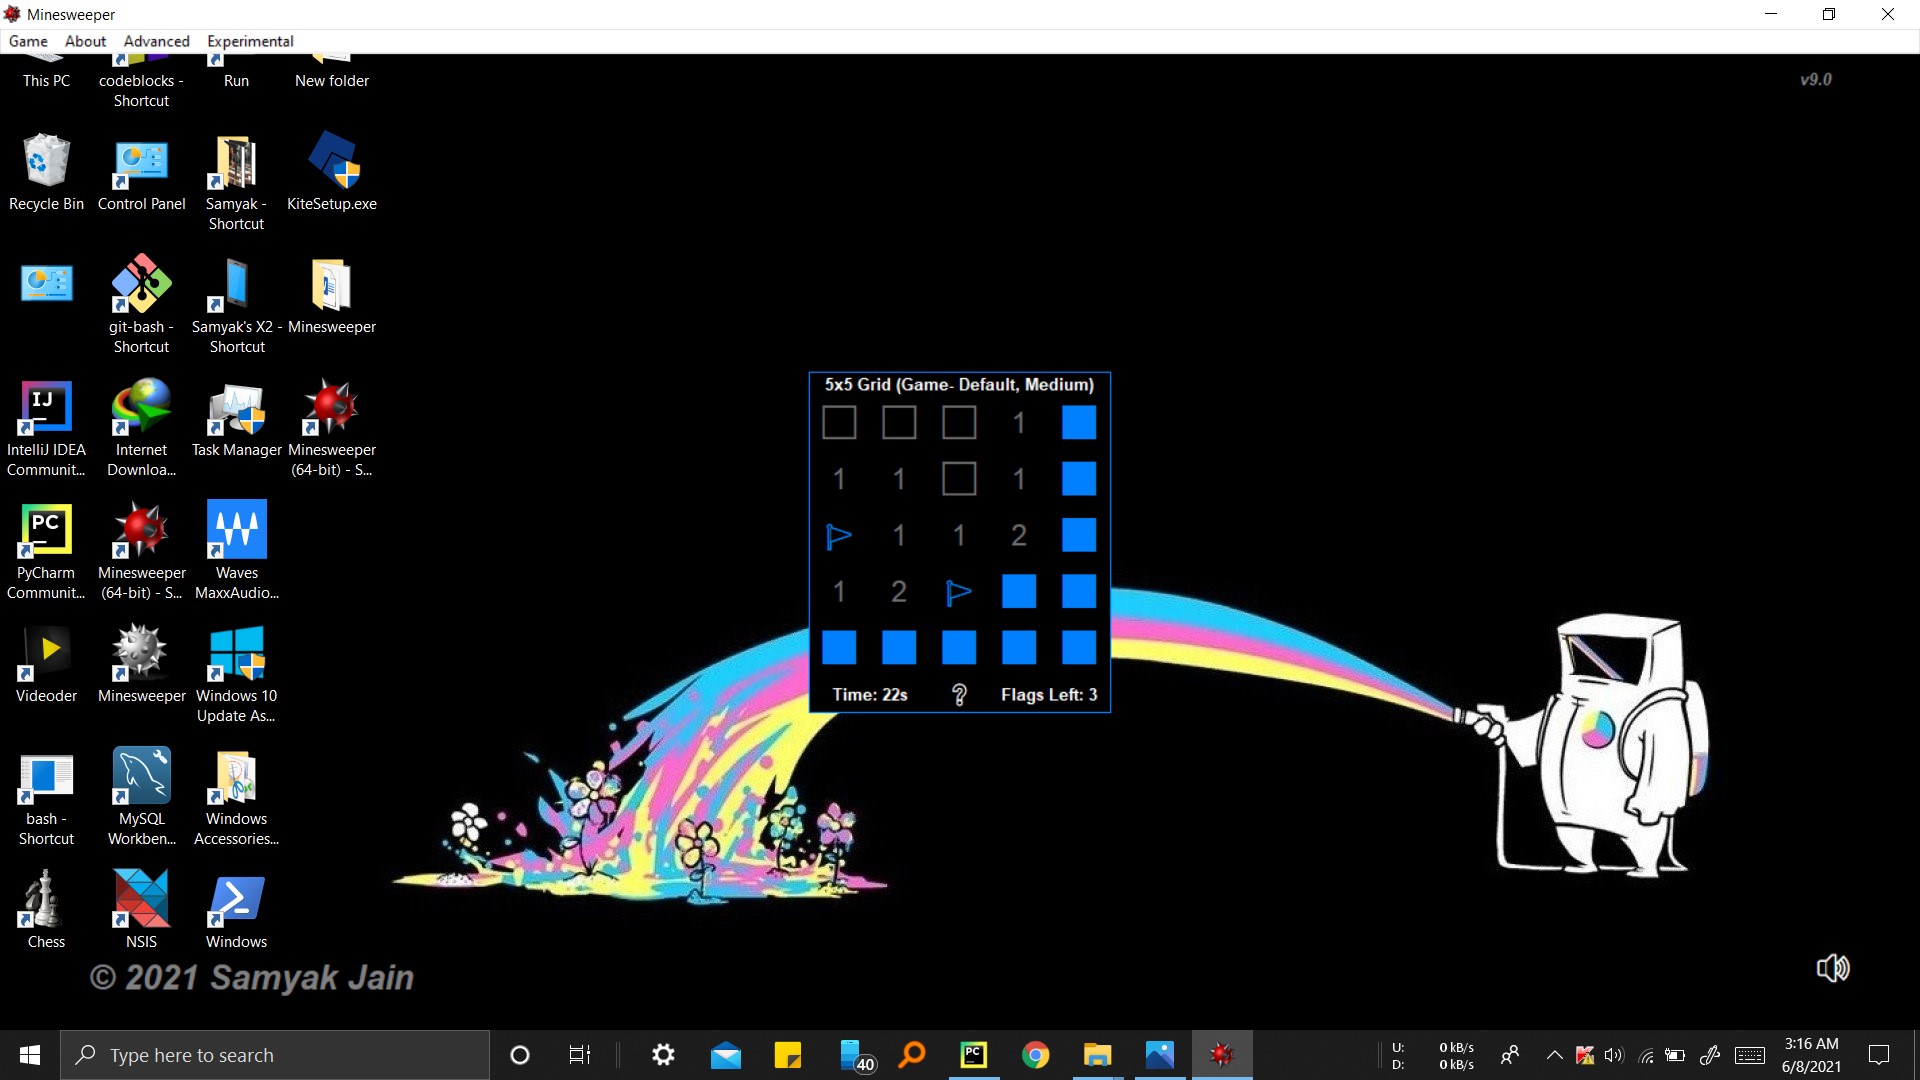 Minesweeper
Game About Advanced Experimental
This PC
codeblocks -
Shortcut
Run
New folder
v9.0
Recycle Bin
Control Panel
Samyak -
Shortcut
KiteSetup.exe
git-bash -
Shortcut
Samyak's X2 -
Shortcut
Minesweeper
IJ
IntelliJ IDEA
Communit...
Internet
Downloa...
Task Manager
Minesweeper
(64-bit) - S...
PC
PyCharm
Communit...
Minesweeper
(64-bit) - S...
Waves
MaxxAudio...
Videoder
Minesweeper
Windows 10
Update As...
bash -
Shortcut
MySQL
Workben...
Windows
Accessories...
Chess
NSIS
Windows
5x5 Grid (Game- Default, Medium)
1
1 1 1
1 1 2
1 2
Time: 22s ? Flags Left: 3
© 2021 Samyak Jain
Type here to search
40
PC
U: 0 kB/s
D: 0 kB/s
3:16 AM
6/8/2021